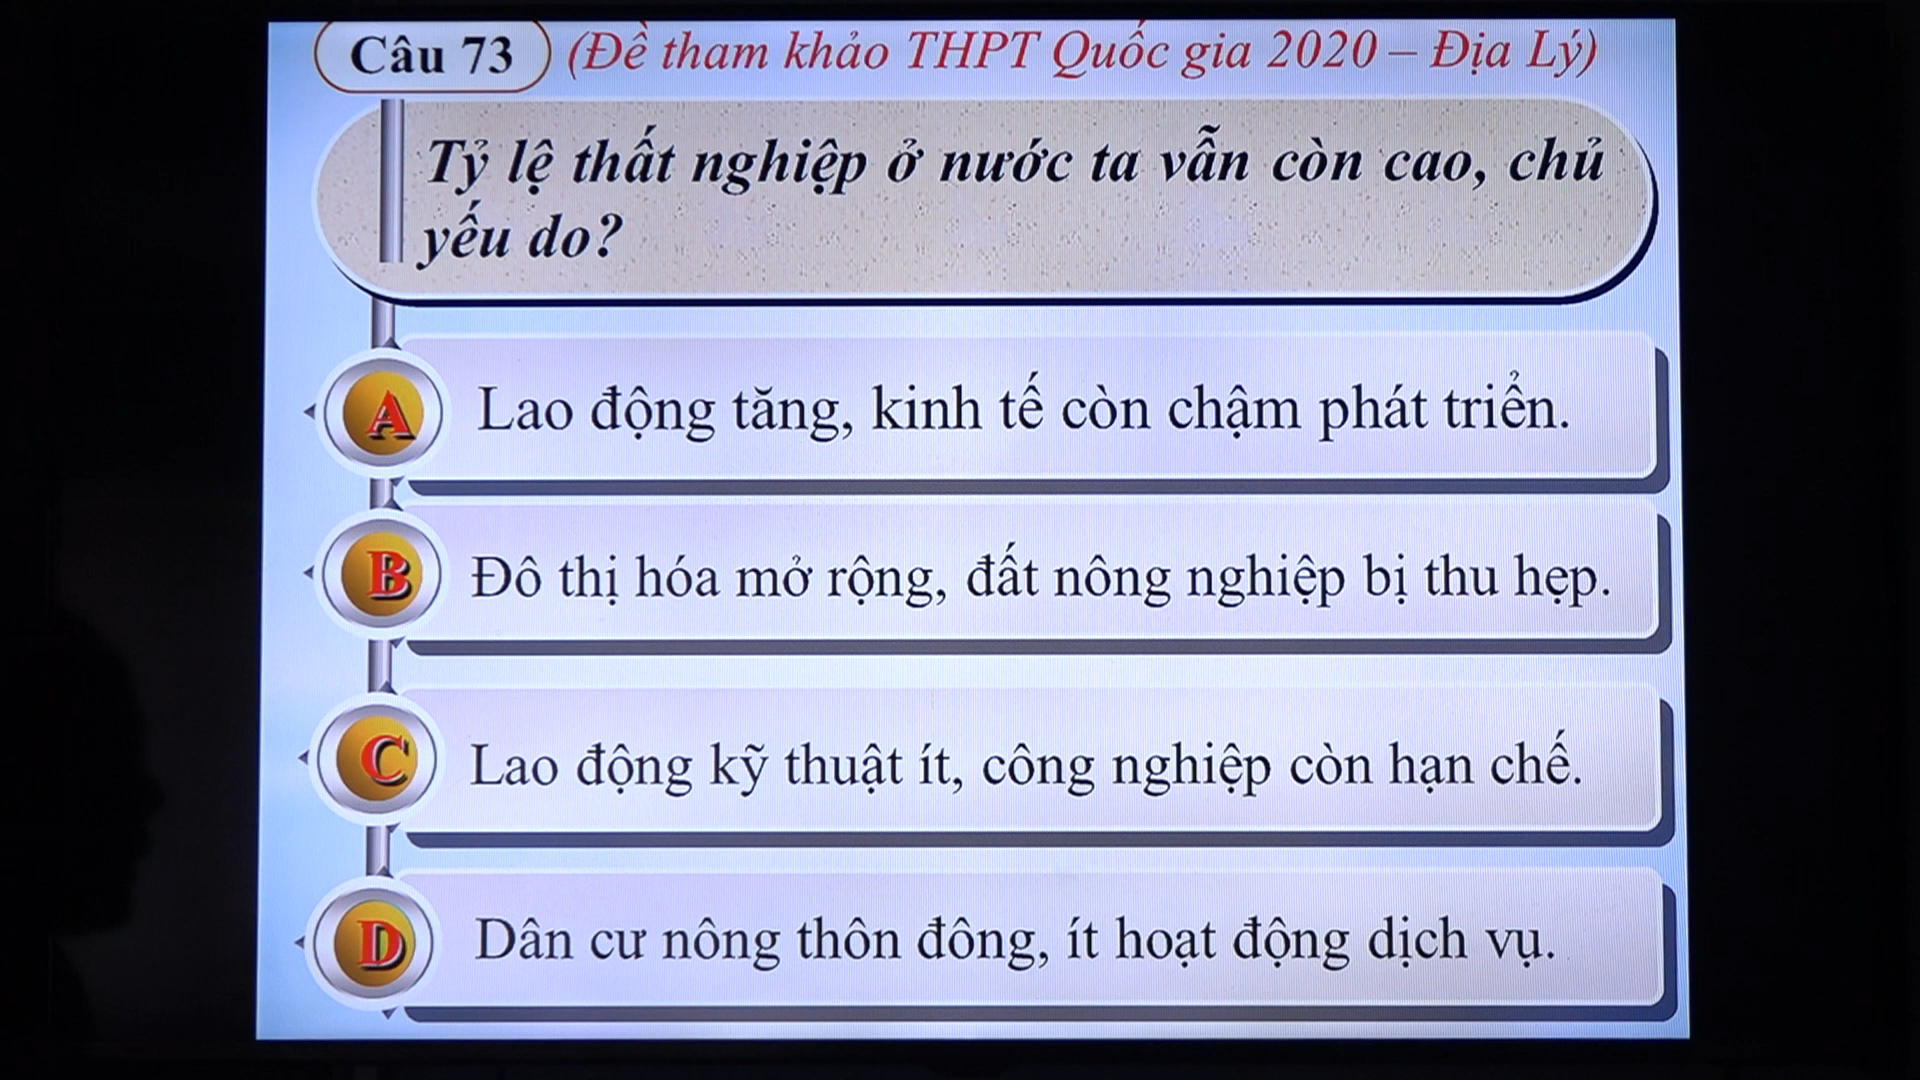 Câu 73 (Đề tham khảo THPT Quốc gia 2020 – Địa Lý)
Tỷ lệ thất nghiệp ở nước ta vẫn còn cao, chủ
yếu do?
A Lao động tăng, kinh tế còn chậm phát triển.
B Đô thị hóa mở rộng, đất nông nghiệp bị thu hẹp.
C Lao động kỹ thuật ít, công nghiệp còn hạn chế.
D Dân cư nông thôn đông, ít hoạt động dịch vụ.